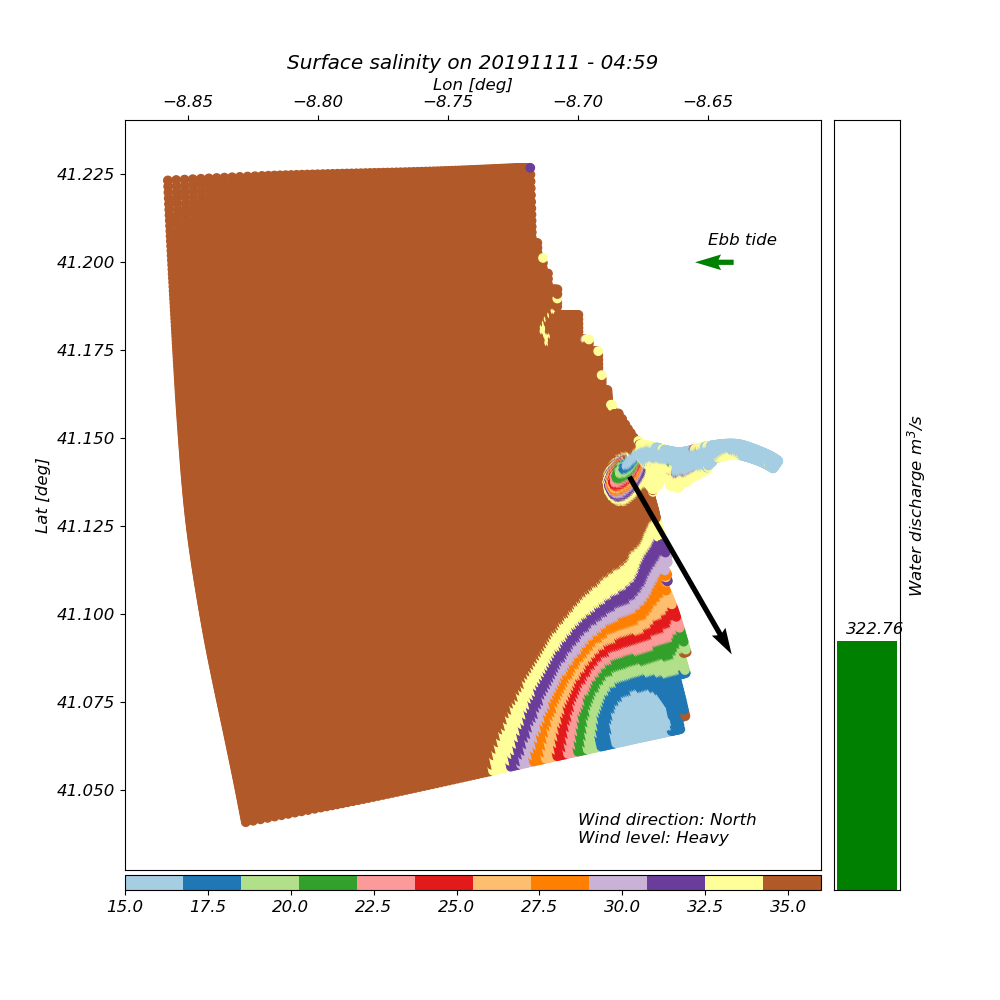 Surface salinity on 20191111 - 04:59
Lon [deg]
−8.85 −8.80 −8.75 −8.70 −8.65
41.225
41.200
41.175
41.150
41.125
41.100
41.075
41.050
Lat [deg]
Ebb tide
Wind direction: North
Wind level: Heavy
322.76
Water discharge m³/s
15.0 17.5 20.0 22.5 25.0 27.5 30.0 32.5 35.0